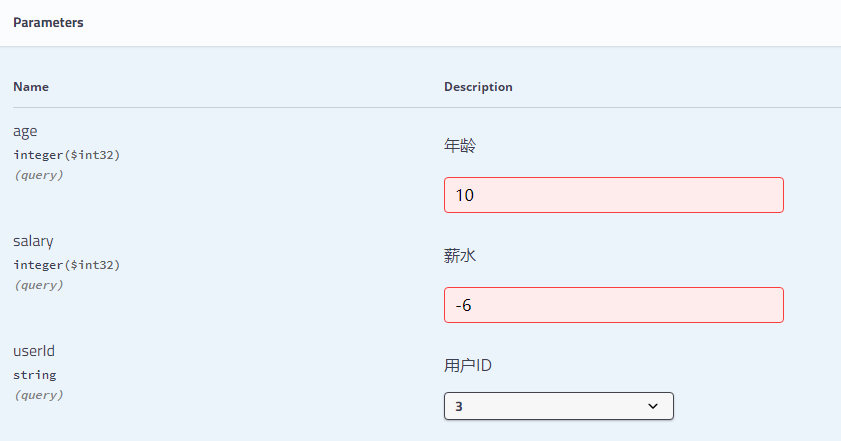 Parameters
Name Description
age
integer($int32)
(query)
年龄
10
salary
integer($int32)
(query)
薪水
-6
userId
string
(query)
用户ID
3